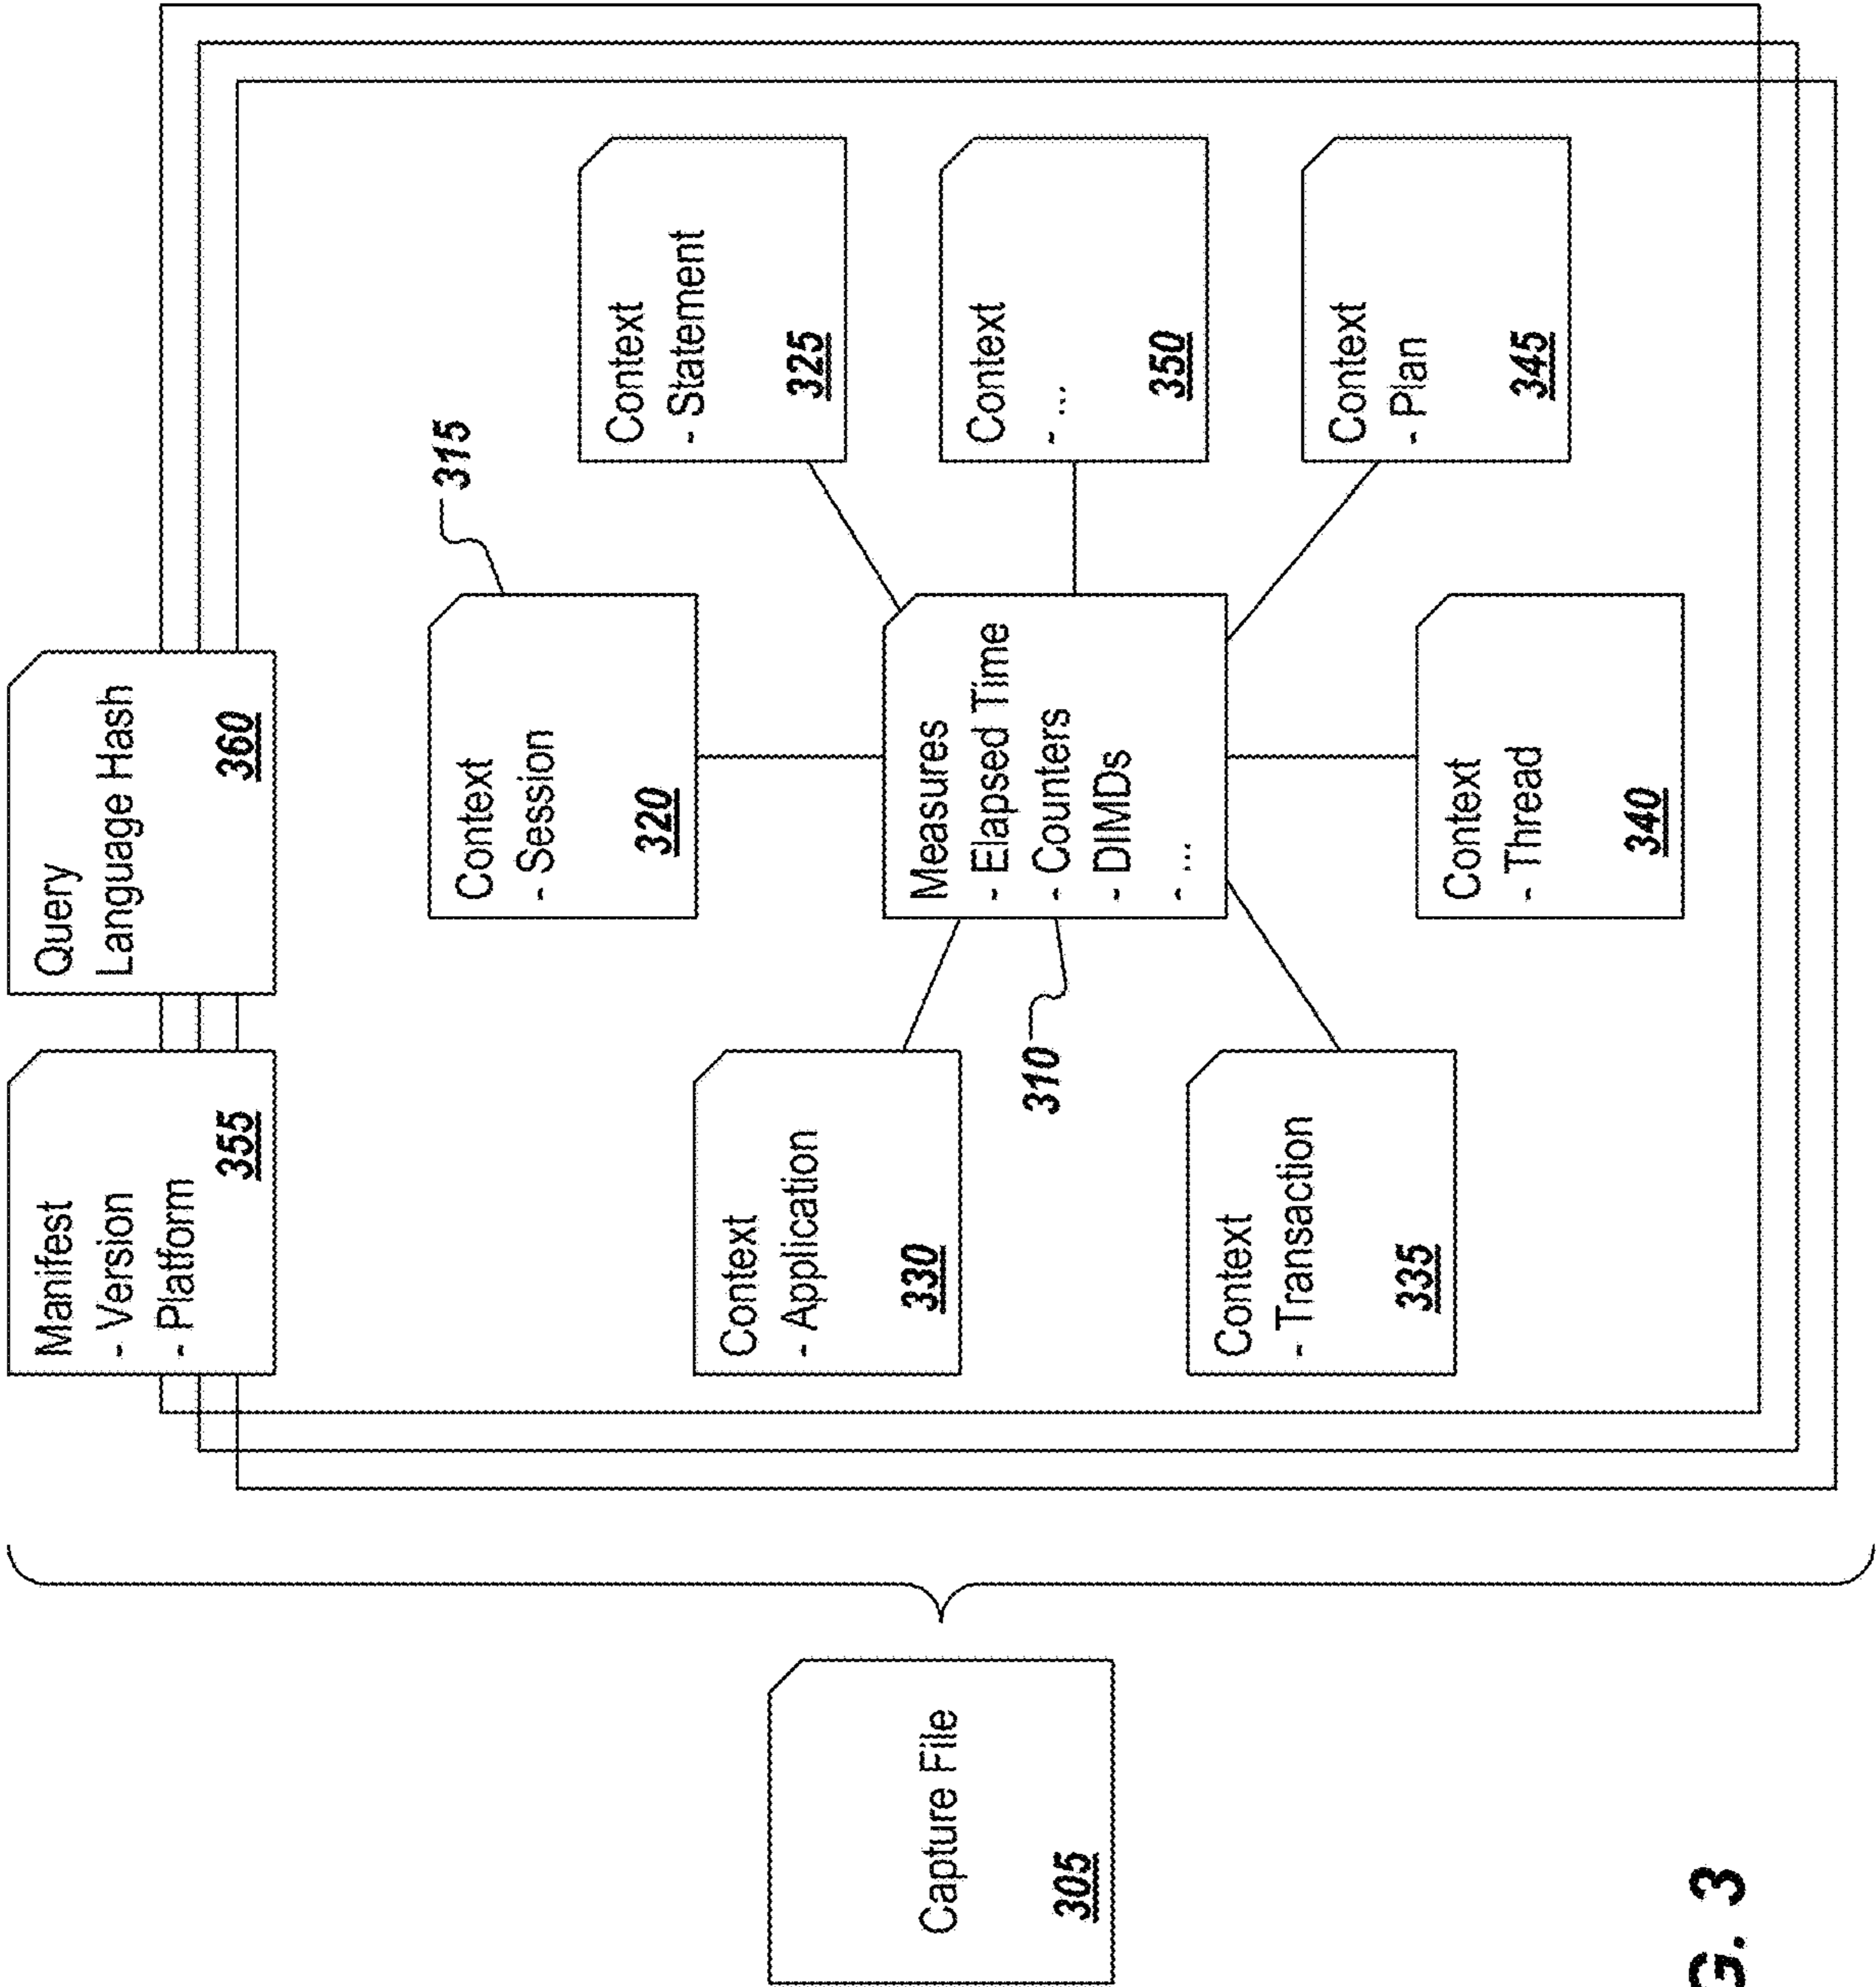 Manifest
- Version
- Platform
355
Query
Language Hash
360
315
Context
- Session
320
Context
- Statement
325
Context
- Application
330
Capture File
305
Measures
- Elapsed Time
- Counters
- DIMDs
- ...
310
Context
- ...
350
Context
- Transaction
335
Context
- Plan
345
Context
- Thread
340
G. 3